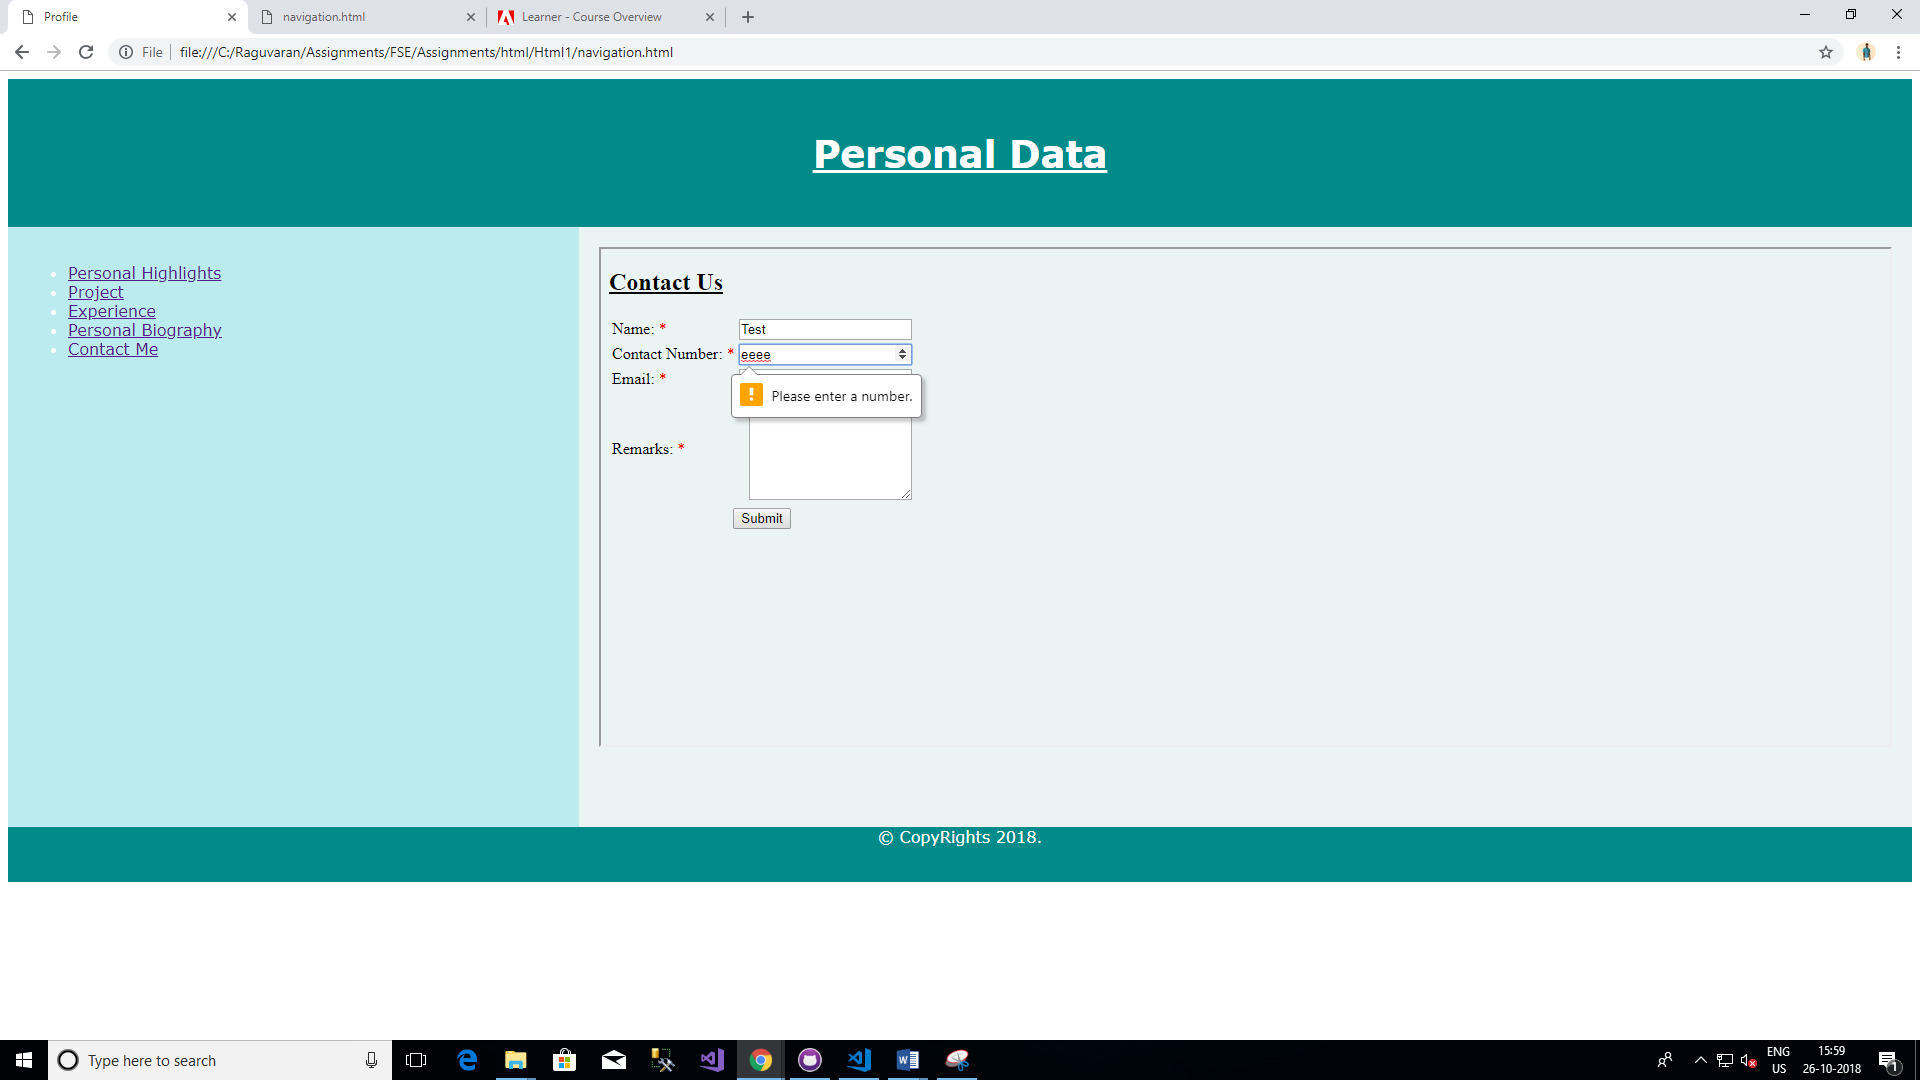 Profile
navigation.html
Learner - Course Overview
File
file:///C:/Raguvaran/Assignments/FSE/Assignments/html/Html1/navigation.html
Personal Data
Personal Highlights
Project
Experience
Personal Biography
Contact Me
Contact Us
Name: *
Test
Contact Number: *
eeee
Email: *
Please enter a number.
Remarks: *
Submit
© CopyRights 2018.
Type here to search
ENG
US
15:59
26-10-2018
1